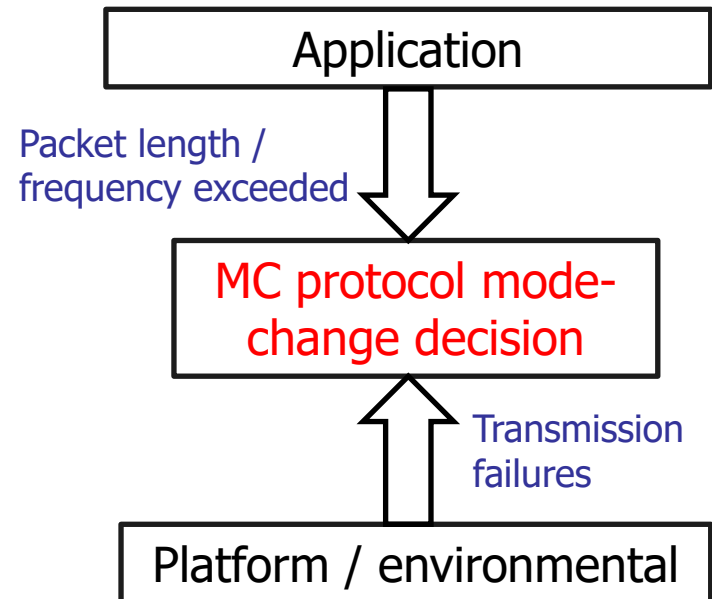 Application
Packet length /
frequency exceeded
MC protocol mode-
change decision
Transmission
failures
Platform / environmental